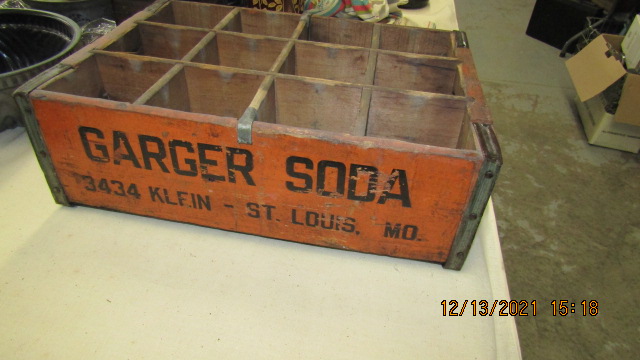 GARGER SODA
3434 KLEIN - ST. LOUIS, MO.
12/13/2021 15:18